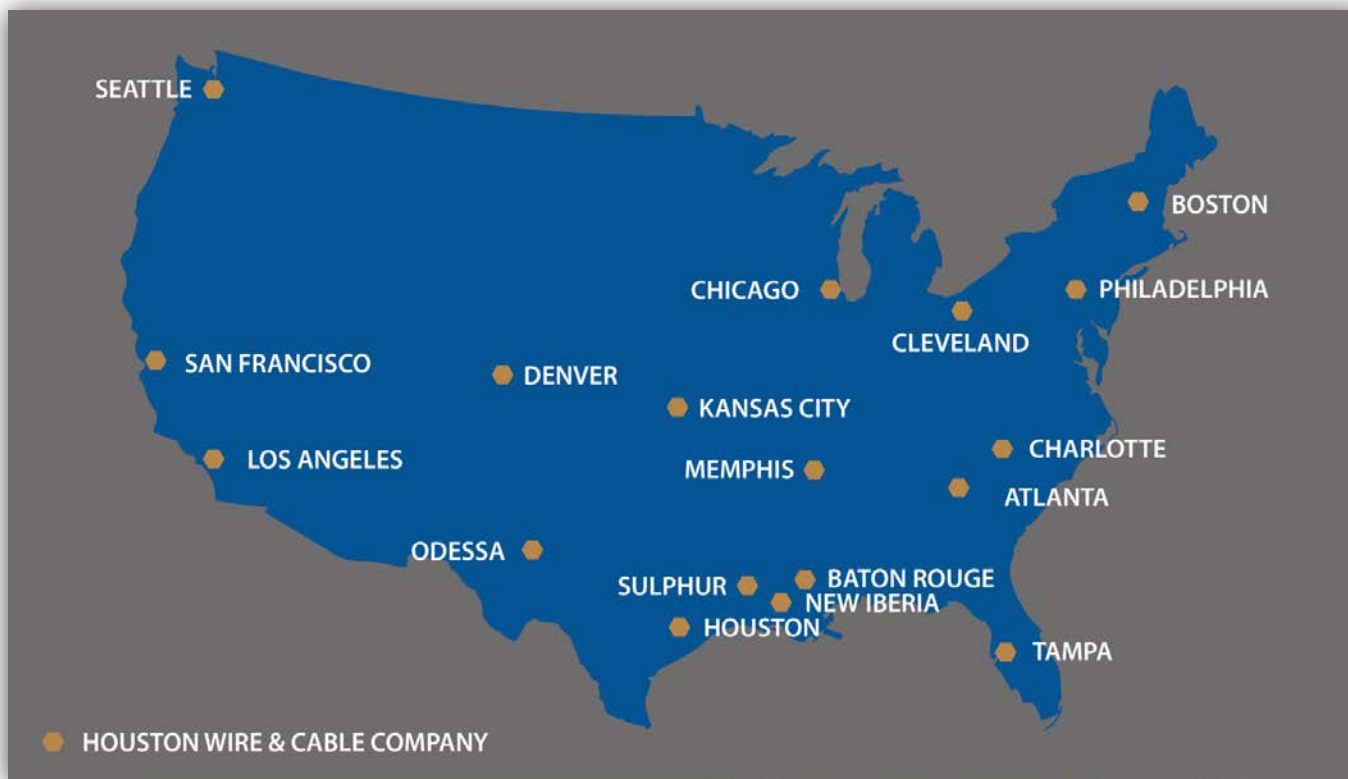 SEATTLE
BOSTON
CHICAGO
PHILADELPHIA
CLEVELAND
SAN FRANCISCO
DENVER
KANSAS CITY
CHARLOTTE
LOS ANGELES
MEMPHIS
ATLANTA
ODESSA
BATON ROUGE
SULPHUR
NEW IBERIA
HOUSTON
TAMPA
HOUSTON WIRE & CABLE COMPANY